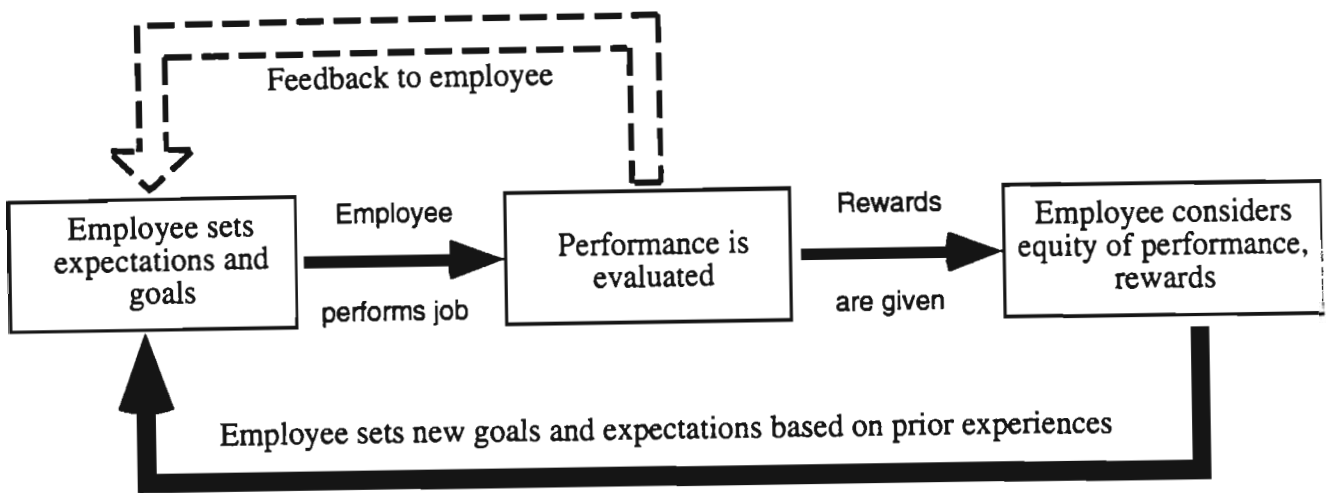 Feedback to employee
Employee sets
expectations and
goals
Employee
performs job
Performance is
evaluated
Rewards
are given
Employee considers
equity of performance,
rewards
Employee sets new goals and expectations based on prior experiences